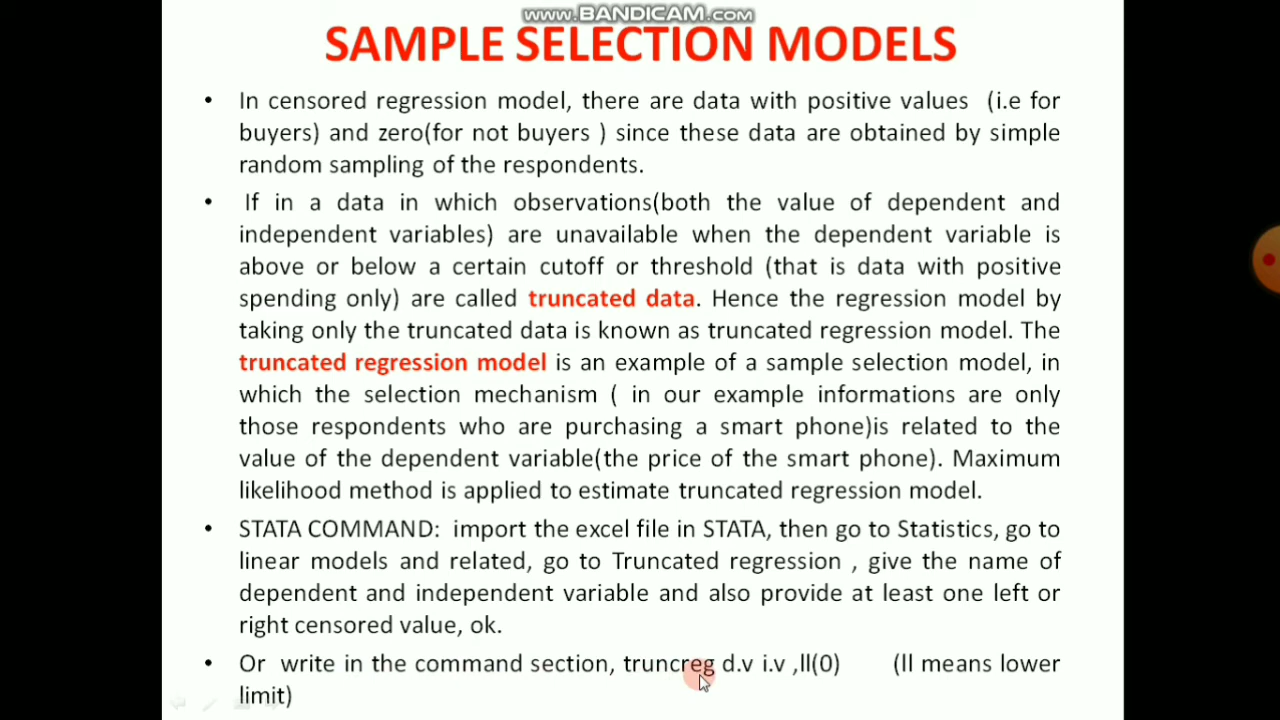 www.BANDICAM.com
SAMPLE SELECTION MODELS
• In censored regression model, there are data with positive values (i.e for
buyers) and zero(for not buyers ) since these data are obtained by simple
random sampling of the respondents.
• If in a data in which observations(both the value of dependent and
independent variables) are unavailable when the dependent variable is
above or below a certain cutoff or threshold (that is data with positive
spending only) are called truncated data. Hence the regression model by
taking only the truncated data is known as truncated regression model. The
truncated regression model is an example of a sample selection model, in
which the selection mechanism ( in our example informations are only
those respondents who are purchasing a smart phone)is related to the
value of the dependent variable(the price of the smart phone). Maximum
likelihood method is applied to estimate truncated regression model.
• STATA COMMAND: import the excel file in STATA, then go to Statistics, go to
linear models and related, go to Truncated regression , give the name of
dependent and independent variable and also provide at least one left or
right censored value, ok.
• Or write in the command section, truncreg d.v i.v ,ll(0) (ll means lower
limit)